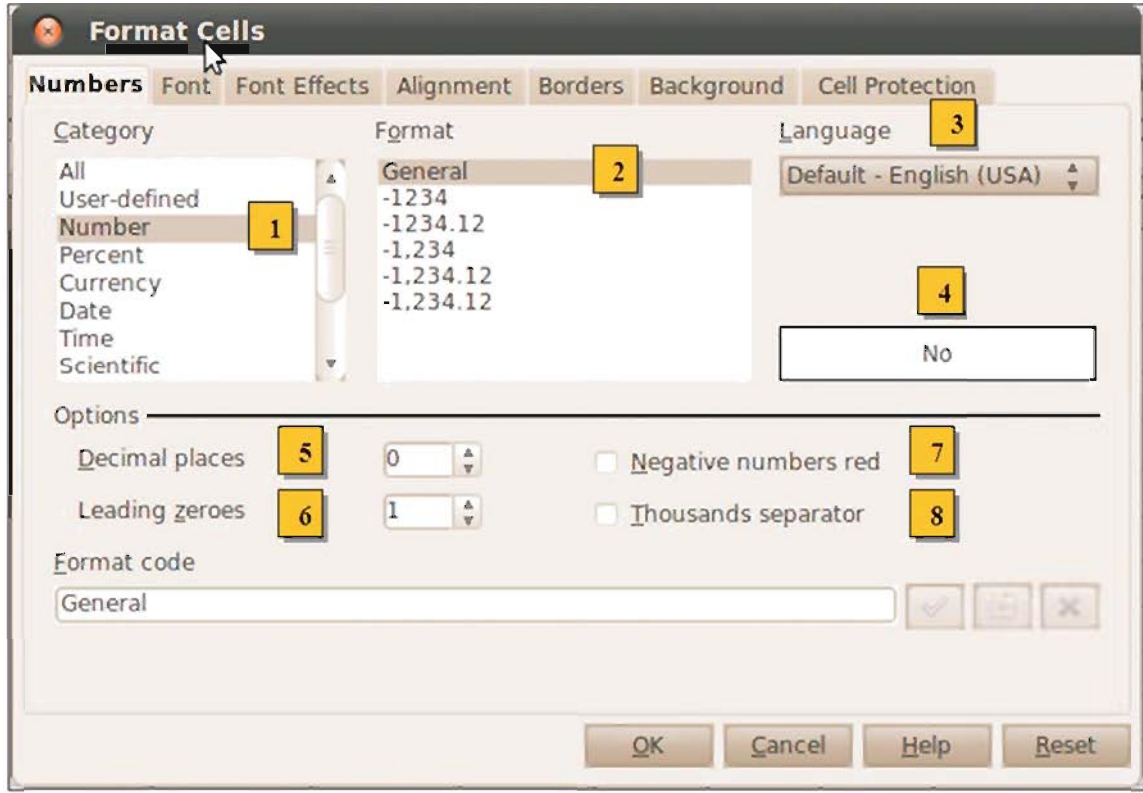 Format Cells
Numbers Font Font Effects Alignment Borders Background Cell Protection
Category Format Language 3
All
User-defined
Number 1
Percent
Currency
Date
Time
Scientific
General 2
-1234
-1234.12
-1,234
-1,234.12
-1,234.12
Default - English (USA)
4
No
Options
Decimal places 5 0 Negative numbers red 7
Leading zeroes 6 1 Thousands separator 8
Format code
General
OK Cancel Help Reset